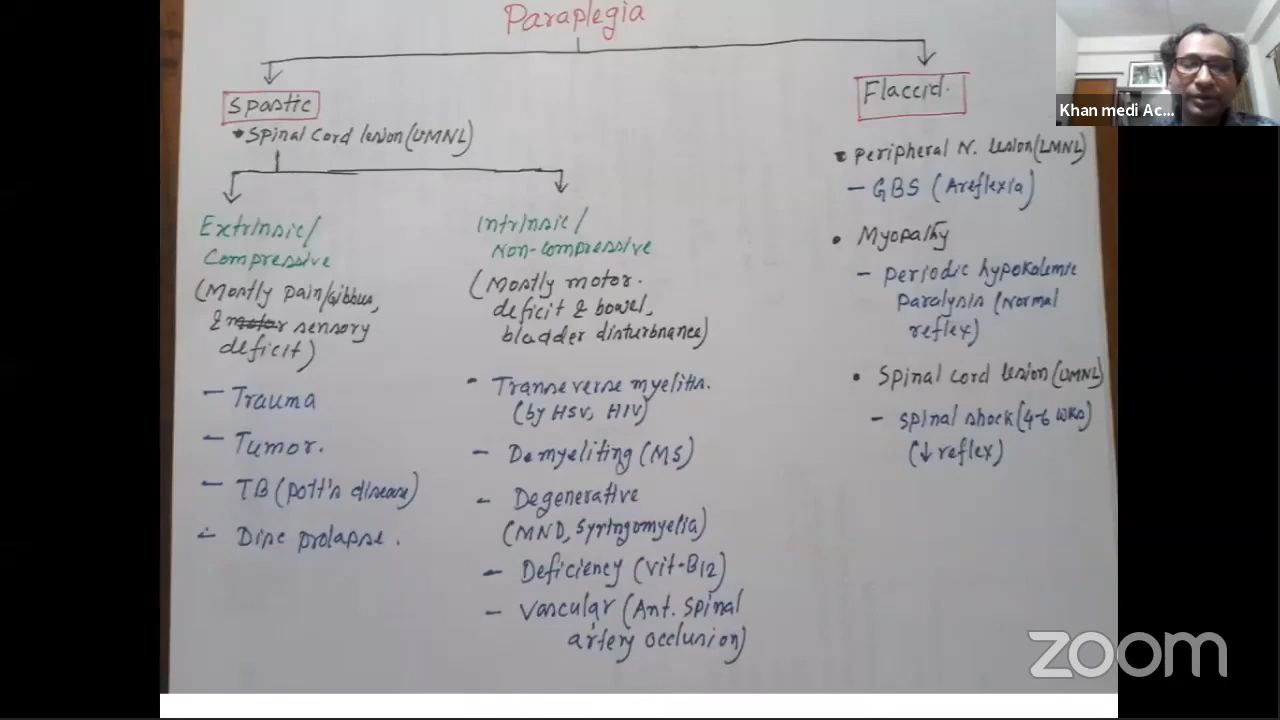 Paraplegia
Spastic
• Spinal Cord lesion (UMNL)
Extrinsic/
Compressive
(Mostly pain/Gibbus,
& motor sensory
deficit)
- Trauma
- Tumor.
- TB (Pott's disease)
- Disc prolapse.
Intrinsic/
Non-compressive
(Mostly motor.
deficit & bowel,
bladder disturbnance)
- Transeverse myelitis.
(by HSV, HIV)
- Demyeliting (MS)
- Degenerative
(MND, Syringomyelia)
- Deficiency (Vit-B12)
- Vascular (Ant. Spinal
artery occlusion)
Flaccid.
• Peripheral N. lesion (LMNL)
- GBS (Areflexia)
• Myopathy
- Periodic hypokalemic
Paralysis (Normal
reflex)
• Spinal Cord lesion (UMNL)
- Spinal shock (4-6 wks)
(↓ reflex)
Khan medi Ac...
zoom